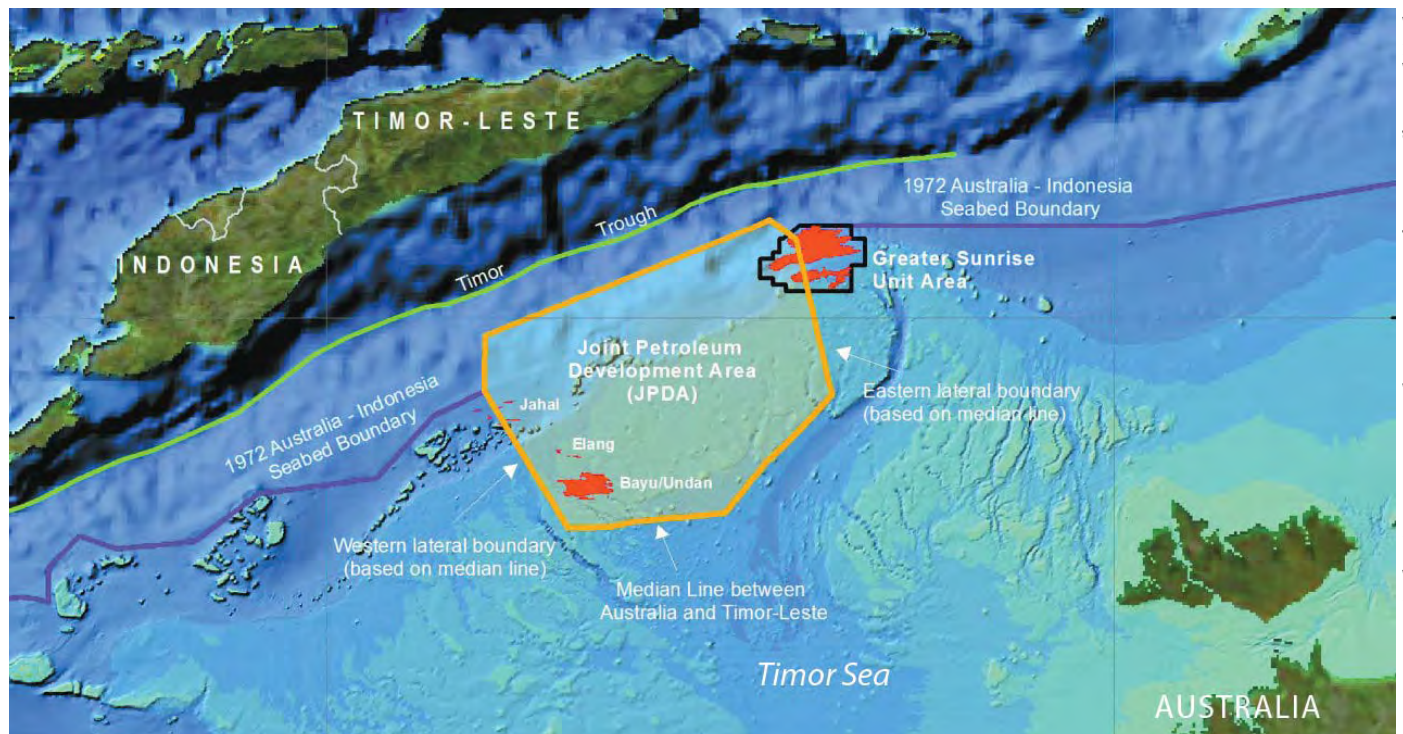 TIMOR-LESTE
INDONESIA
Timor Trough
1972 Australia - Indonesia
Seabed Boundary
Greater Sunrise
Unit Area
Joint Petroleum
Development Area
(JPDA)
Eastern lateral boundary
(based on median line)
1972 Australia - Indonesia
Seabed Boundary
Jahal
Elang
Bayu/Undan
Western lateral boundary
(based on median line)
Median Line between
Australia and Timor-Leste
Timor Sea
AUSTRALIA